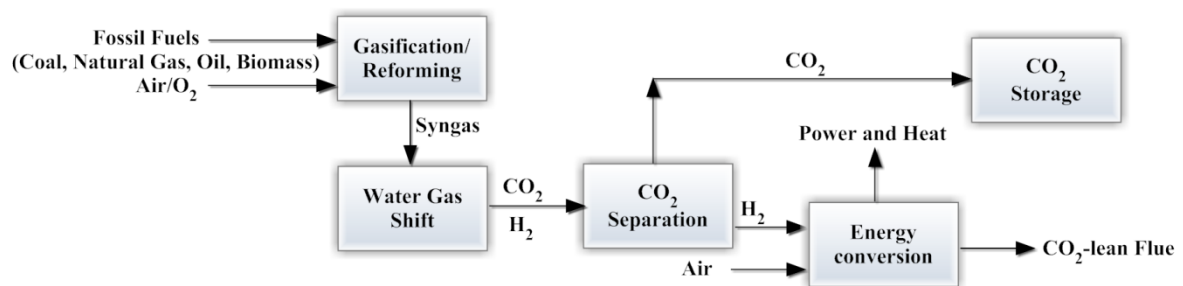 Fossil Fuels
(Coal, Natural Gas, Oil, Biomass)
Air/O₂
Gasification/
Reforming
Syngas
Water Gas
Shift
CO₂
H₂
CO₂
Separation
CO₂
CO₂
Storage
H₂
Air
Power and Heat
Energy
conversion
CO₂-lean Flue